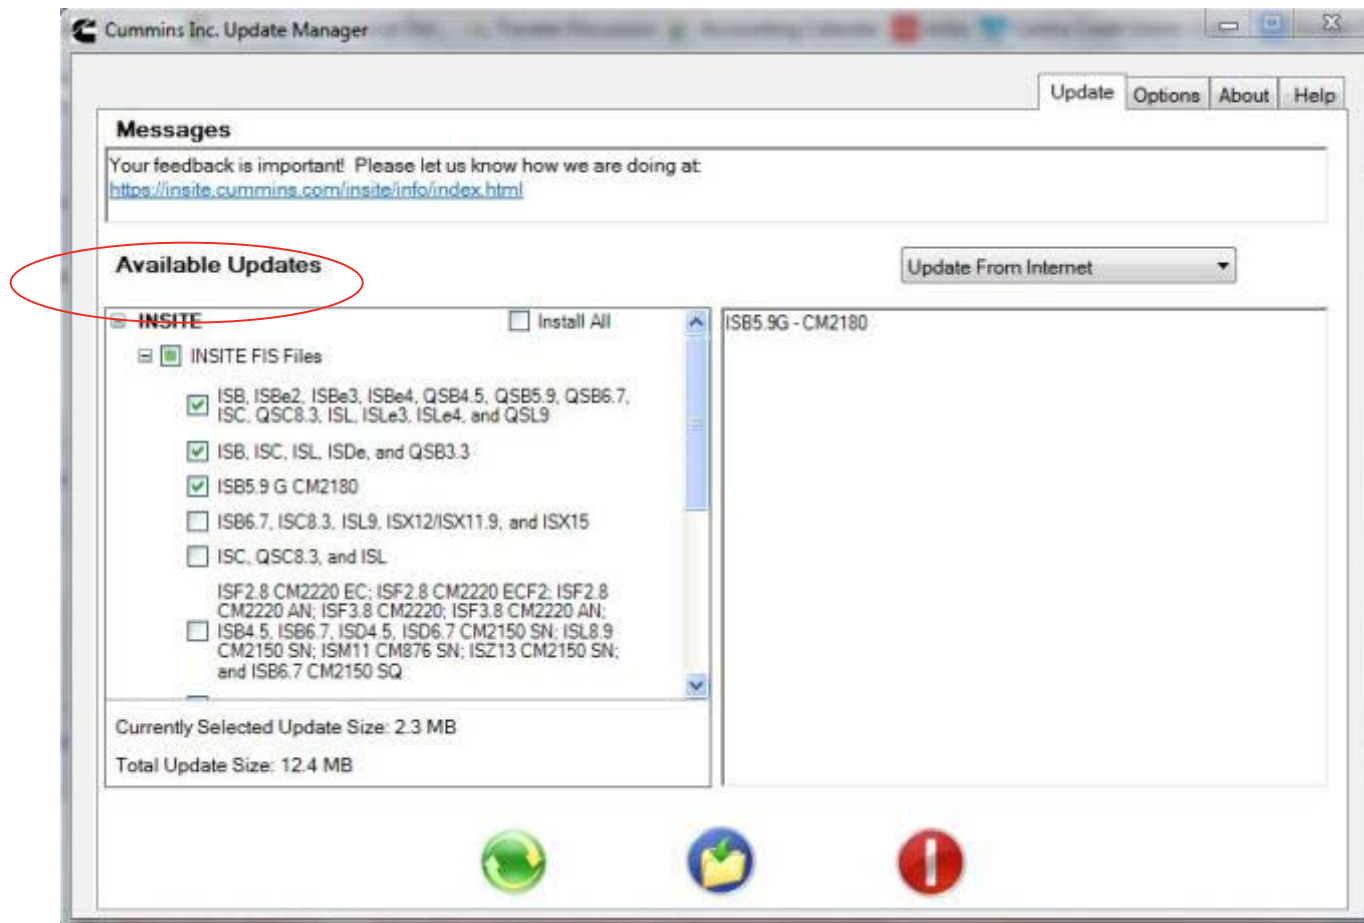 Cummins Inc. Update Manager
Update Options About Help
Messages
Your feedback is important! Please let us know how we are doing at:
https://insite.cummins.com/insite/info/index.html
Available Updates
Update From Internet
INSITE
Install All
ISB5.9G - CM2180
INSITE FIS Files
ISB, ISBe2, ISBe3, ISBe4, QSB4.5, QSB5.9, QSB6.7,
ISC, QSC8.3, ISL, ISLe3, ISLe4, and QSL9
ISB, ISC, ISL, ISDe, and QSB3.3
ISB5.9 G CM2180
ISB6.7, ISC8.3, ISL9, ISX12/ISX11.9, and ISX15
ISC, QSC8.3, and ISL
ISF2.8 CM2220 EC; ISF2.8 CM2220 ECF2; ISF2.8
CM2220 AN; ISF3.8 CM2220; ISF3.8 CM2220 AN;
ISB4.5, ISB6.7, ISD4.5, ISD6.7 CM2150 SN; ISL8.9
CM2150 SN; ISM11 CM876 SN; ISZ13 CM2150 SN;
and ISB6.7 CM2150 SQ
Currently Selected Update Size: 2.3 MB
Total Update Size: 12.4 MB